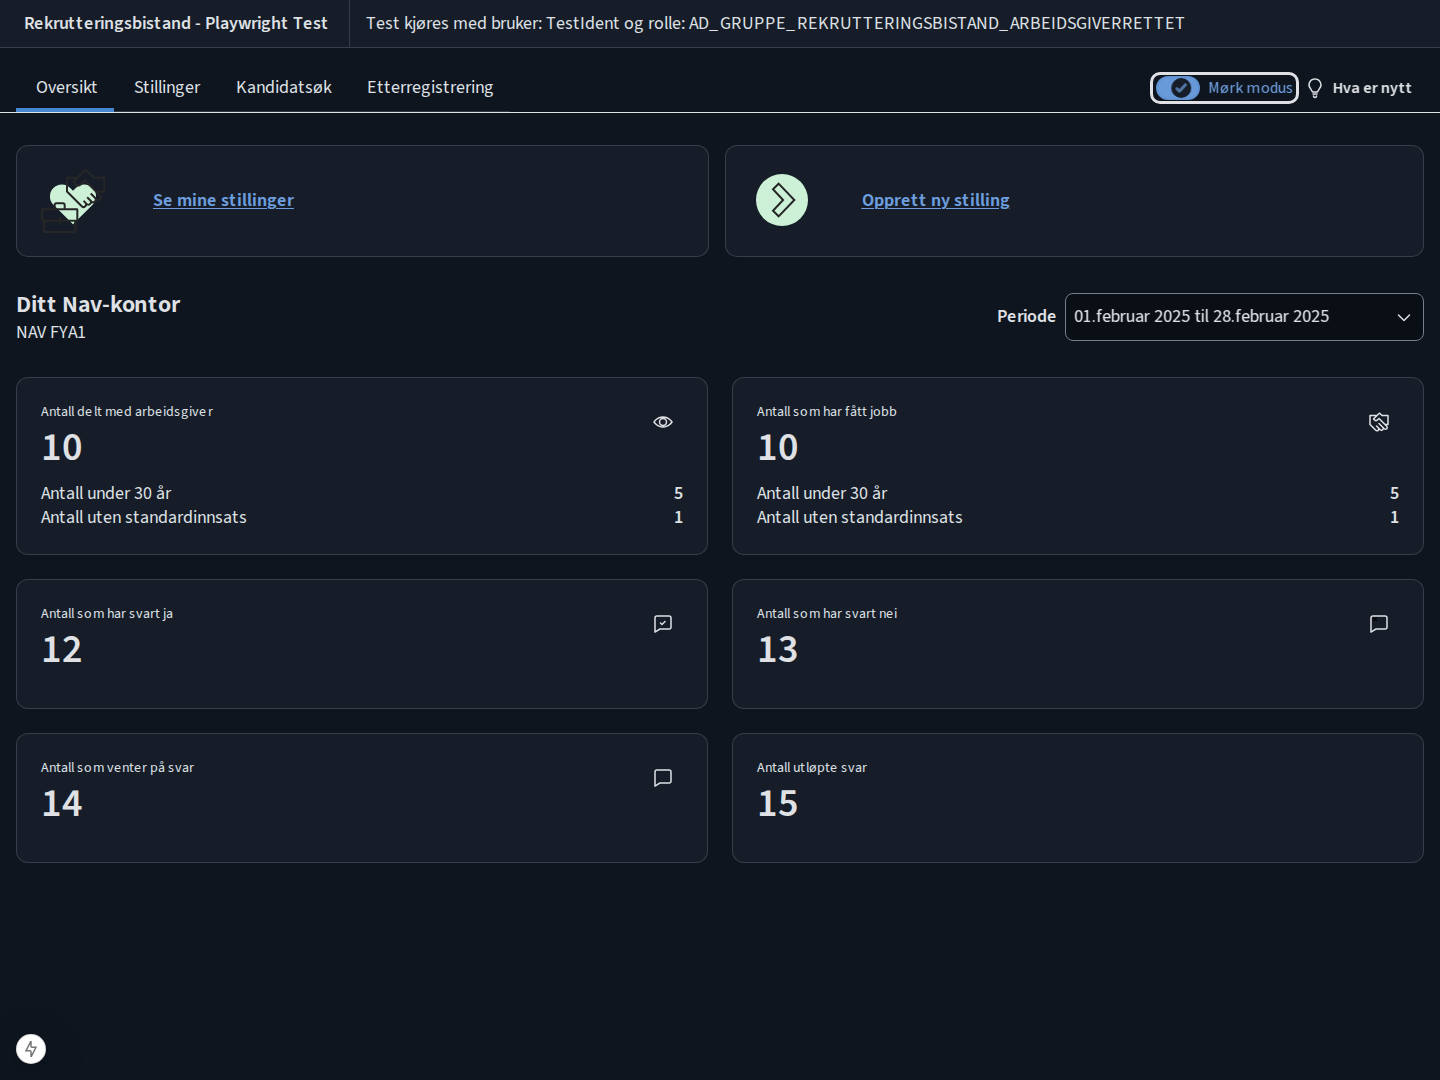 Rekrutteringsbistand - Playwright Test
Test kjøres med bruker: TestIdent og rolle: AD_GRUPPE_REKRUTTERINGSBISTAND_ARBEIDSGIVERRETTET
Oversikt
Stillinger
Kandidatsøk
Etterregistrering
Mørk modus
Hva er nytt
Se mine stillinger
Opprett ny stilling
Ditt Nav-kontor
NAV FYA1
Periode
01.februar 2025 til 28.februar 2025
Antall delt med arbeidsgiver
10
Antall under 30 år 5
Antall uten standardinnsats 1
Antall som har fått jobb
10
Antall under 30 år 5
Antall uten standardinnsats 1
Antall som har svart ja
12
Antall som har svart nei
13
Antall som venter på svar
14
Antall utløpte svar
15